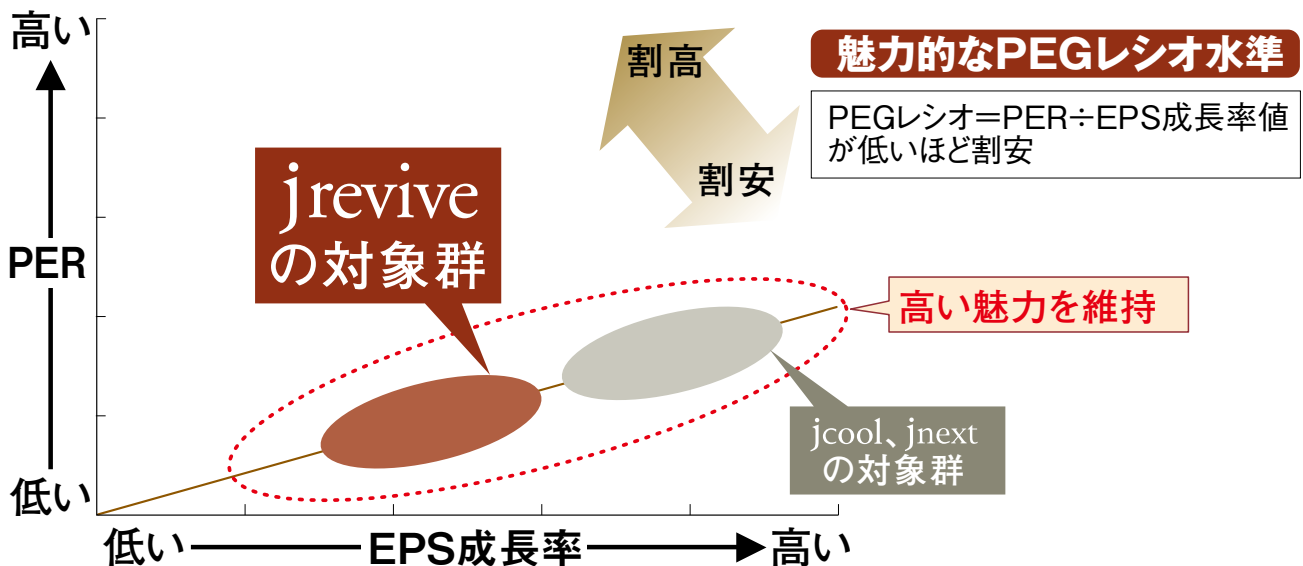 高い
PER
低い
低い
EPS成長率
高い
割高
割安
魅力的なPEGレシオ水準
PEGレシオ=PER÷EPS成長率値
が低いほど割安
jrevive
の対象群
高い魅力を維持
jcool、jnext
の対象群